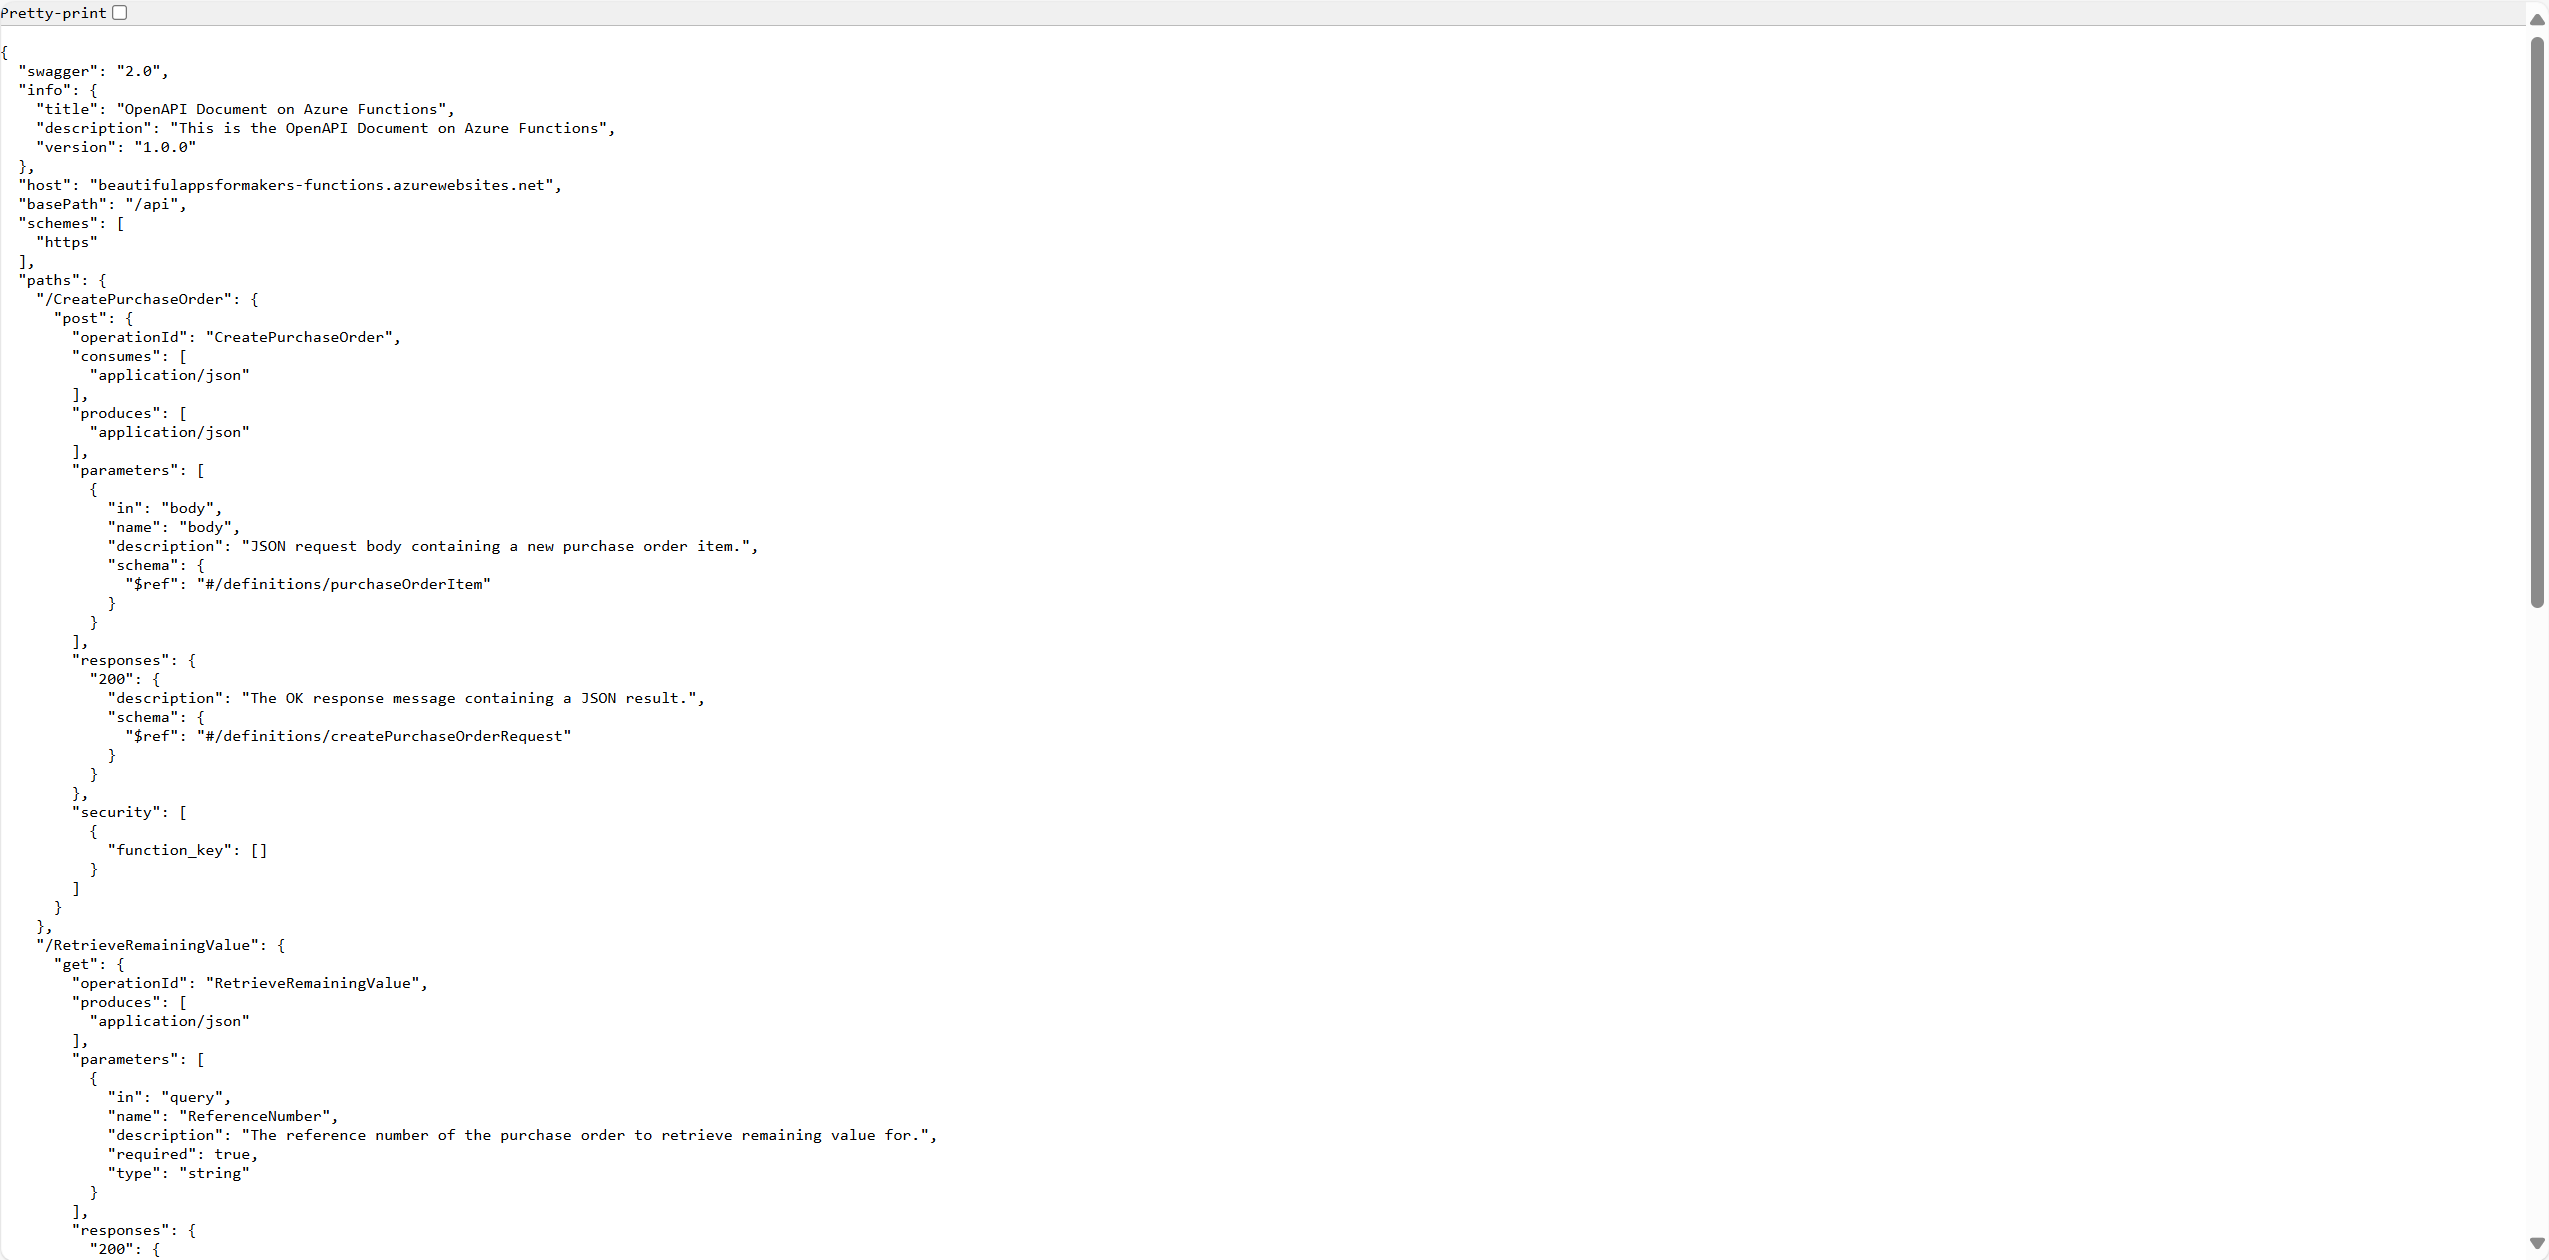 Pretty-print
{
  "swagger": "2.0",
  "info": {
    "title": "OpenAPI Document on Azure Functions",
    "description": "This is the OpenAPI Document on Azure Functions",
    "version": "1.0.0"
  },
  "host": "beautifulappsformakers-functions.azurewebsites.net",
  "basePath": "/api",
  "schemes": [
    "https"
  ],
  "paths": {
    "/CreatePurchaseOrder": {
      "post": {
        "operationId": "CreatePurchaseOrder",
        "consumes": [
          "application/json"
        ],
        "produces": [
          "application/json"
        ],
        "parameters": [
          {
            "in": "body",
            "name": "body",
            "description": "JSON request body containing a new purchase order item.",
            "schema": {
              "$ref": "#/definitions/purchaseOrderItem"
            }
          }
        ],
        "responses": {
          "200": {
            "description": "The OK response message containing a JSON result.",
            "schema": {
              "$ref": "#/definitions/createPurchaseOrderRequest"
            }
          }
        },
        "security": [
          {
            "function_key": []
          }
        ]
      }
    },
    "/RetrieveRemainingValue": {
      "get": {
        "operationId": "RetrieveRemainingValue",
        "produces": [
          "application/json"
        ],
        "parameters": [
          {
            "in": "query",
            "name": "ReferenceNumber",
            "description": "The reference number of the purchase order to retrieve remaining value for.",
            "required": true,
            "type": "string"
          }
        ],
        "responses": {
          "200": {